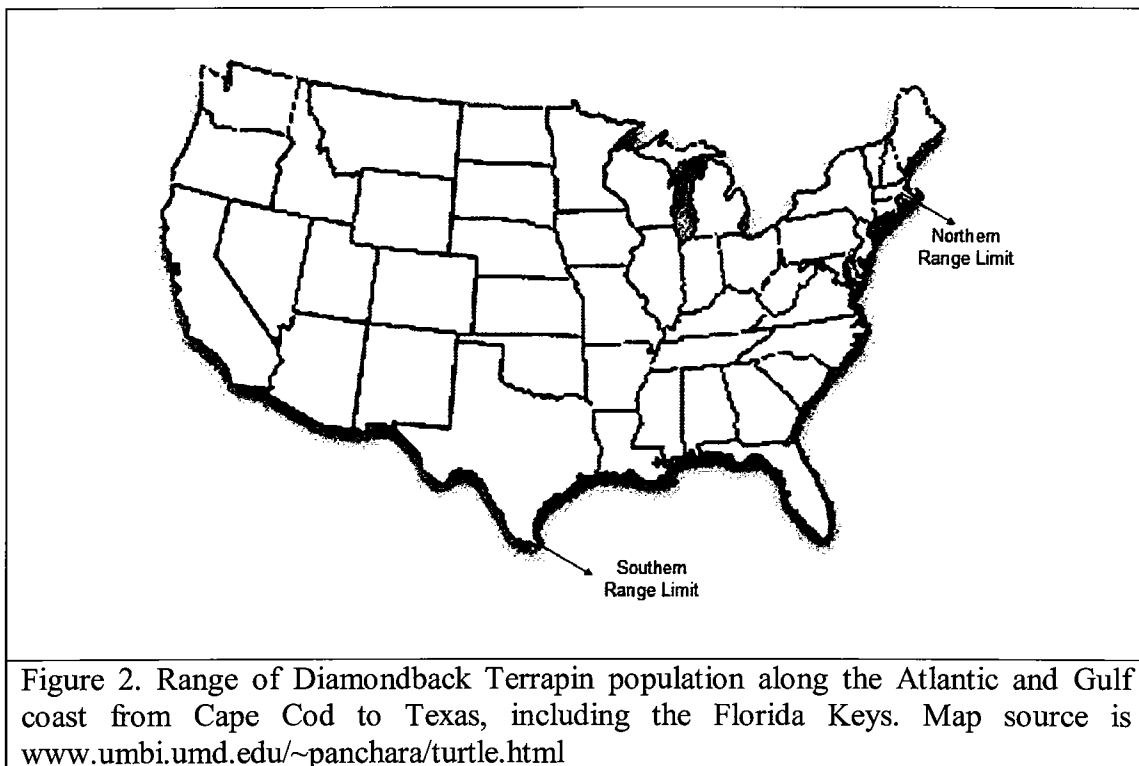 Northern
Range Limit
Southern
Range Limit
Figure 2. Range of Diamondback Terrapin population along the Atlantic and Gulf
coast from Cape Cod to Texas, including the Florida Keys. Map source is
www.umbi.umd.edu/~panchara/turtle.html